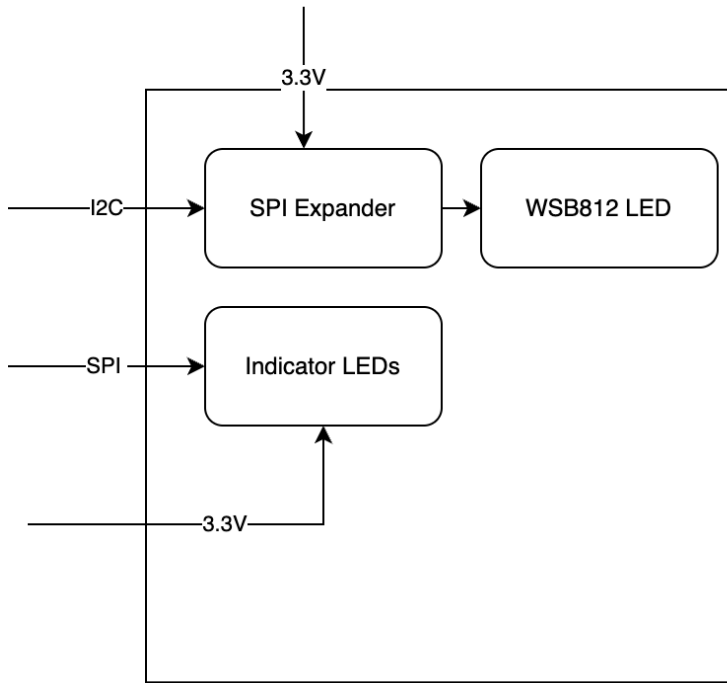 3.3V
I2C
SPI Expander
WSB812 LED
SPI
Indicator LEDs
3.3V